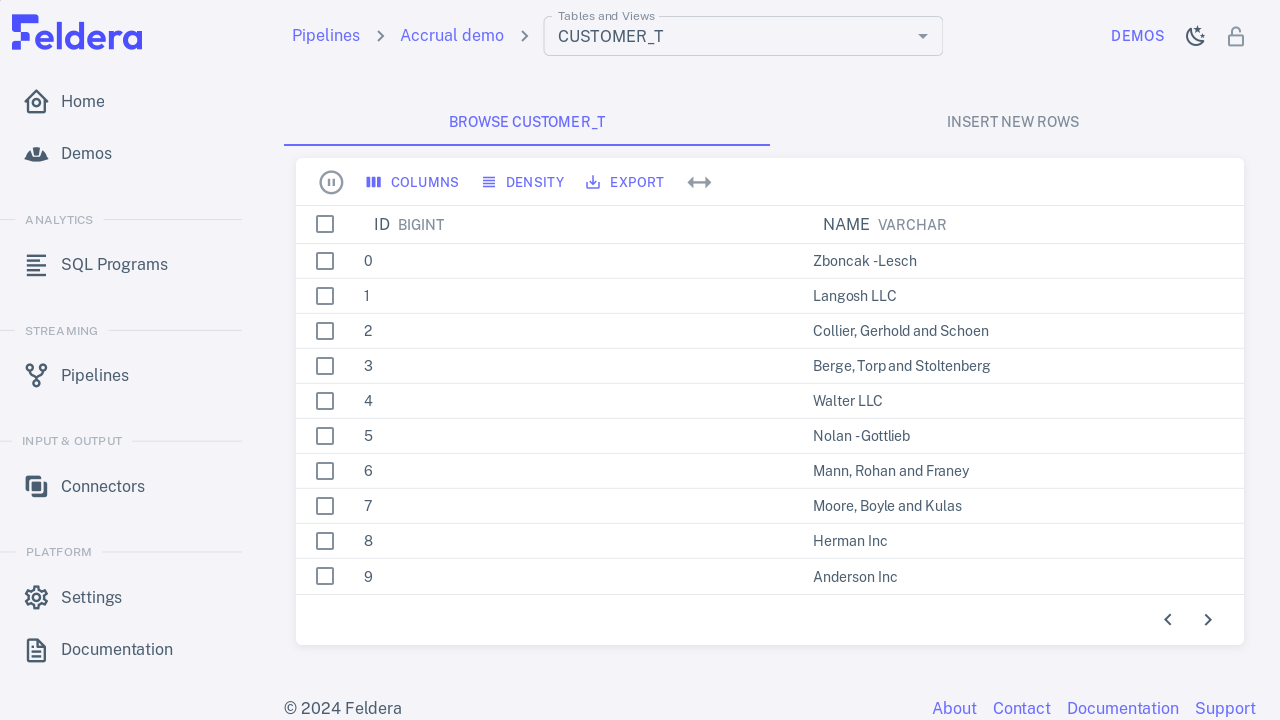 Feldera
Pipelines
Accrual demo
Tables and Views
CUSTOMER_T
DEMOS
Home
Demos
ANALYTICS
SQL Programs
STREAMING
Pipelines
INPUT & OUTPUT
Connectors
PLATFORM
Settings
Documentation
BROWSE CUSTOMER_T
INSERT NEW ROWS
COLUMNS
DENSITY
EXPORT
ID BIGINT
NAME VARCHAR
0 Zboncak - Lesch
1 Langosh LLC
2 Collier, Gerhold and Schoen
3 Berge, Torp and Stoltenberg
4 Walter LLC
5 Nolan - Gottlieb
6 Mann, Rohan and Franey
7 Moore, Boyle and Kulas
8 Herman Inc
9 Anderson Inc
© 2024 Feldera
About Contact Documentation Support